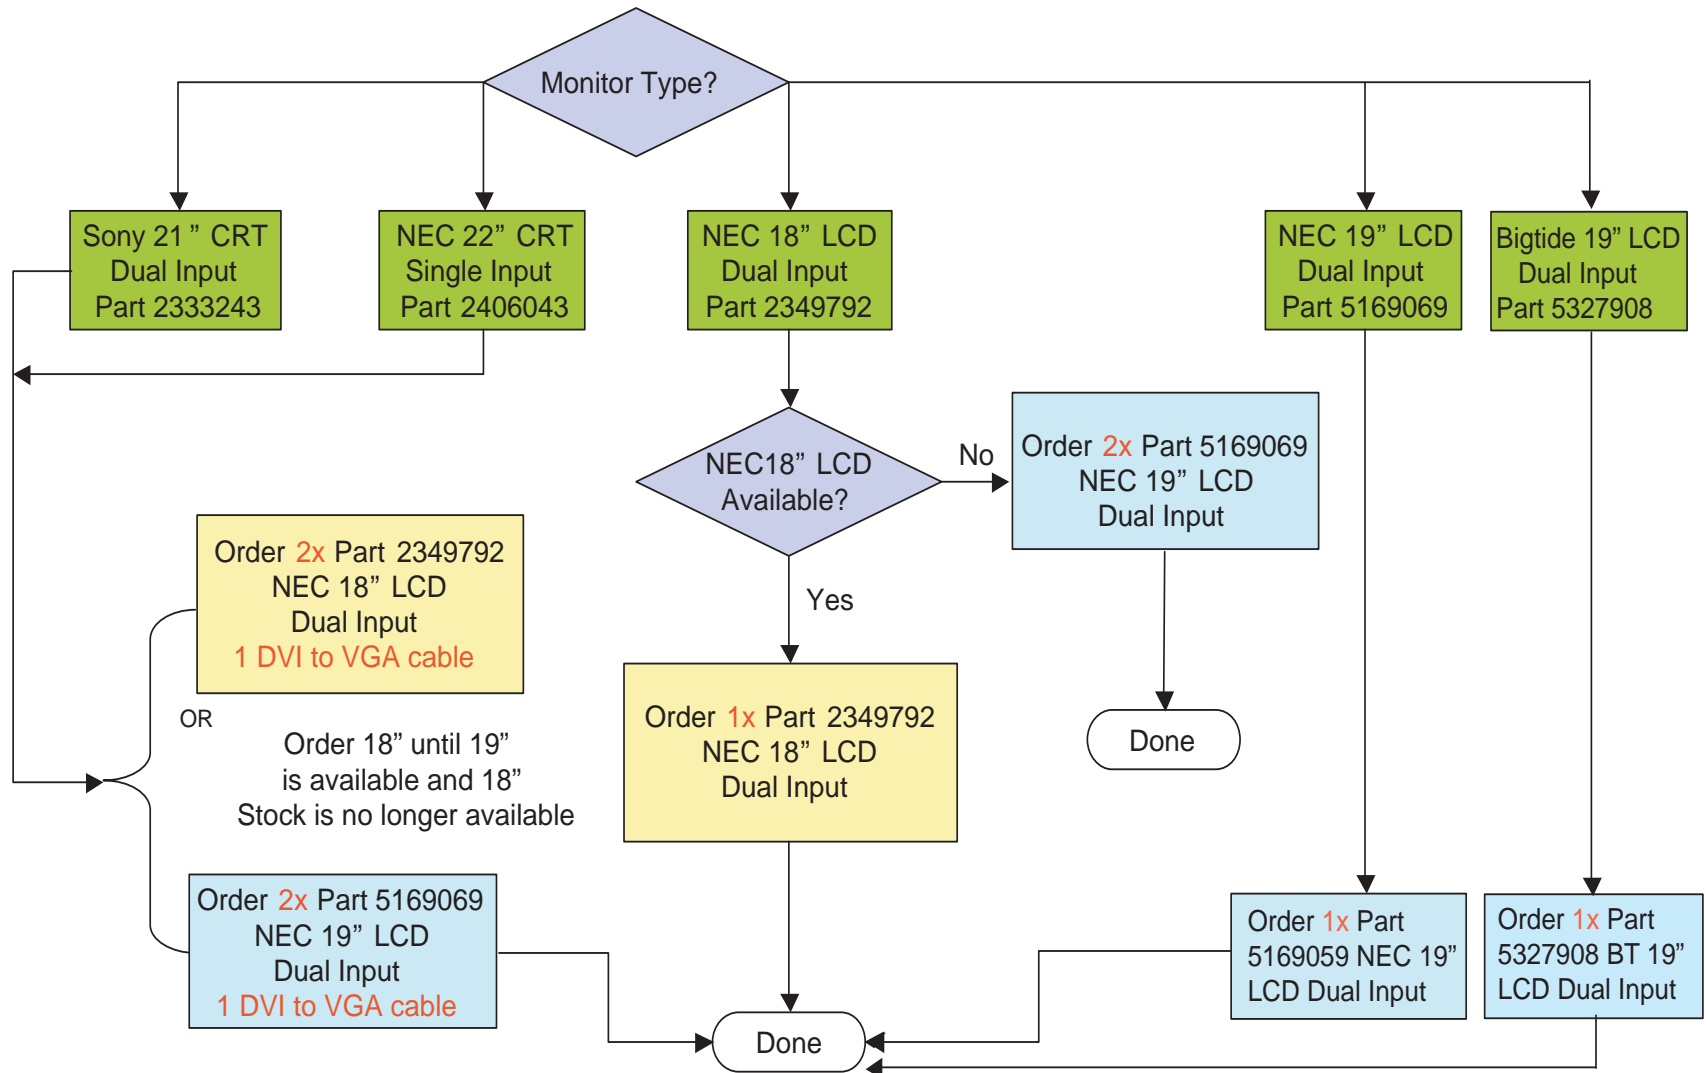 Monitor Type?
Sony 21” CRT
Dual Input
Part 2333243
NEC 22” CRT
Single Input
Part 2406043
NEC 18” LCD
Dual Input
Part 2349792
NEC 19” LCD
Dual Input
Part 5169069
Bigtide 19” LCD
Dual Input
Part 5327908
NEC18” LCD
Available?
No
Order 2x Part 5169069
NEC 19” LCD
Dual Input
Yes
Order 2x Part 2349792
NEC 18” LCD
Dual Input
1 DVI to VGA cable
OR
Order 18” until 19”
is available and 18”
Stock is no longer available
Order 1x Part 2349792
NEC 18” LCD
Dual Input
Done
Order 2x Part 5169069
NEC 19” LCD
Dual Input
1 DVI to VGA cable
Order 1x Part
5169059 NEC 19”
LCD Dual Input
Order 1x Part
5327908 BT 19”
LCD Dual Input
Done